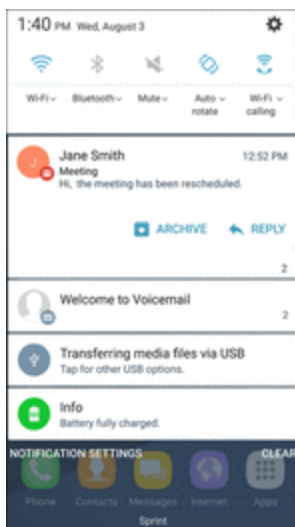 1:40 PM Wed, August 3
Wi-Fi Bluetooth Mute Auto rotate Wi-Fi calling
J
Jane Smith 12:52 PM
Meeting
Hi, the meeting has been rescheduled.
ARCHIVE REPLY
2
Welcome to Voicemail
2
Transferring media files via USB
Tap for other USB options.
Info
Battery fully charged.
NOTIFICATION SETTINGS CLEAR
Phone Contacts Messages Internet Apps
Sprint